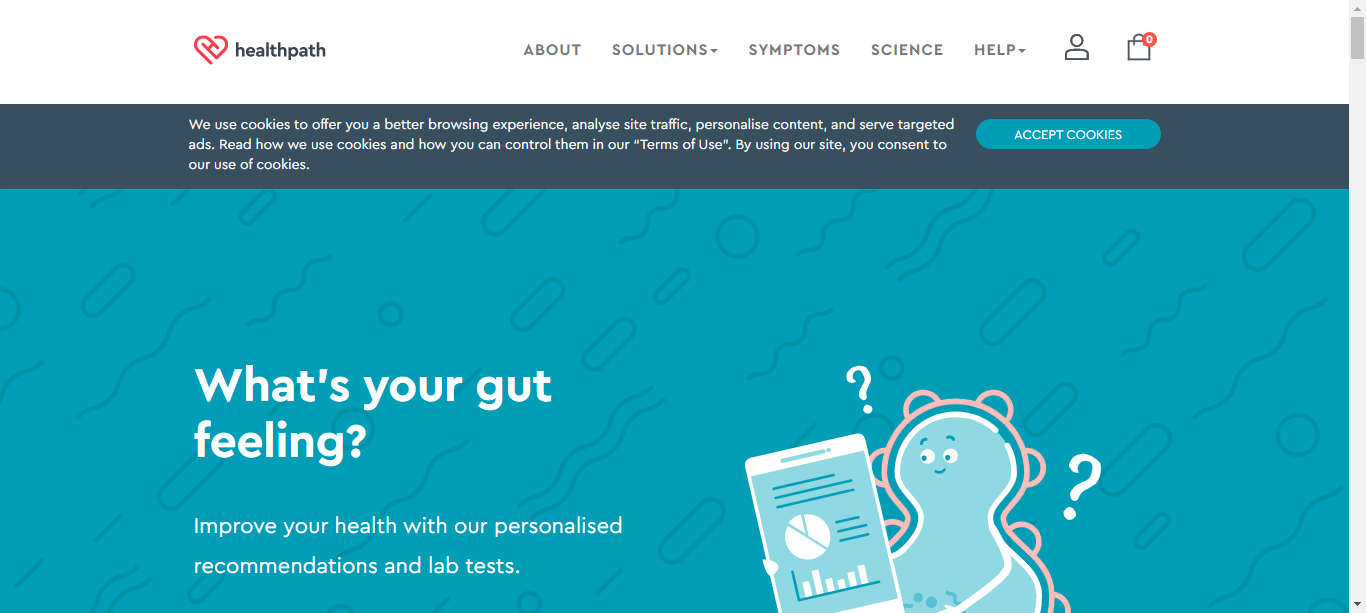 healthpath
ABOUT
SOLUTIONS
SYMPTOMS
SCIENCE
HELP
0
We use cookies to offer you a better browsing experience, analyse site traffic, personalise content, and serve targeted
ads. Read how we use cookies and how you can control them in our “Terms of Use”. By using our site, you consent to
our use of cookies.
ACCEPT COOKIES
What's your gut
feeling?
Improve your health with our personalised
recommendations and lab tests.
?
?